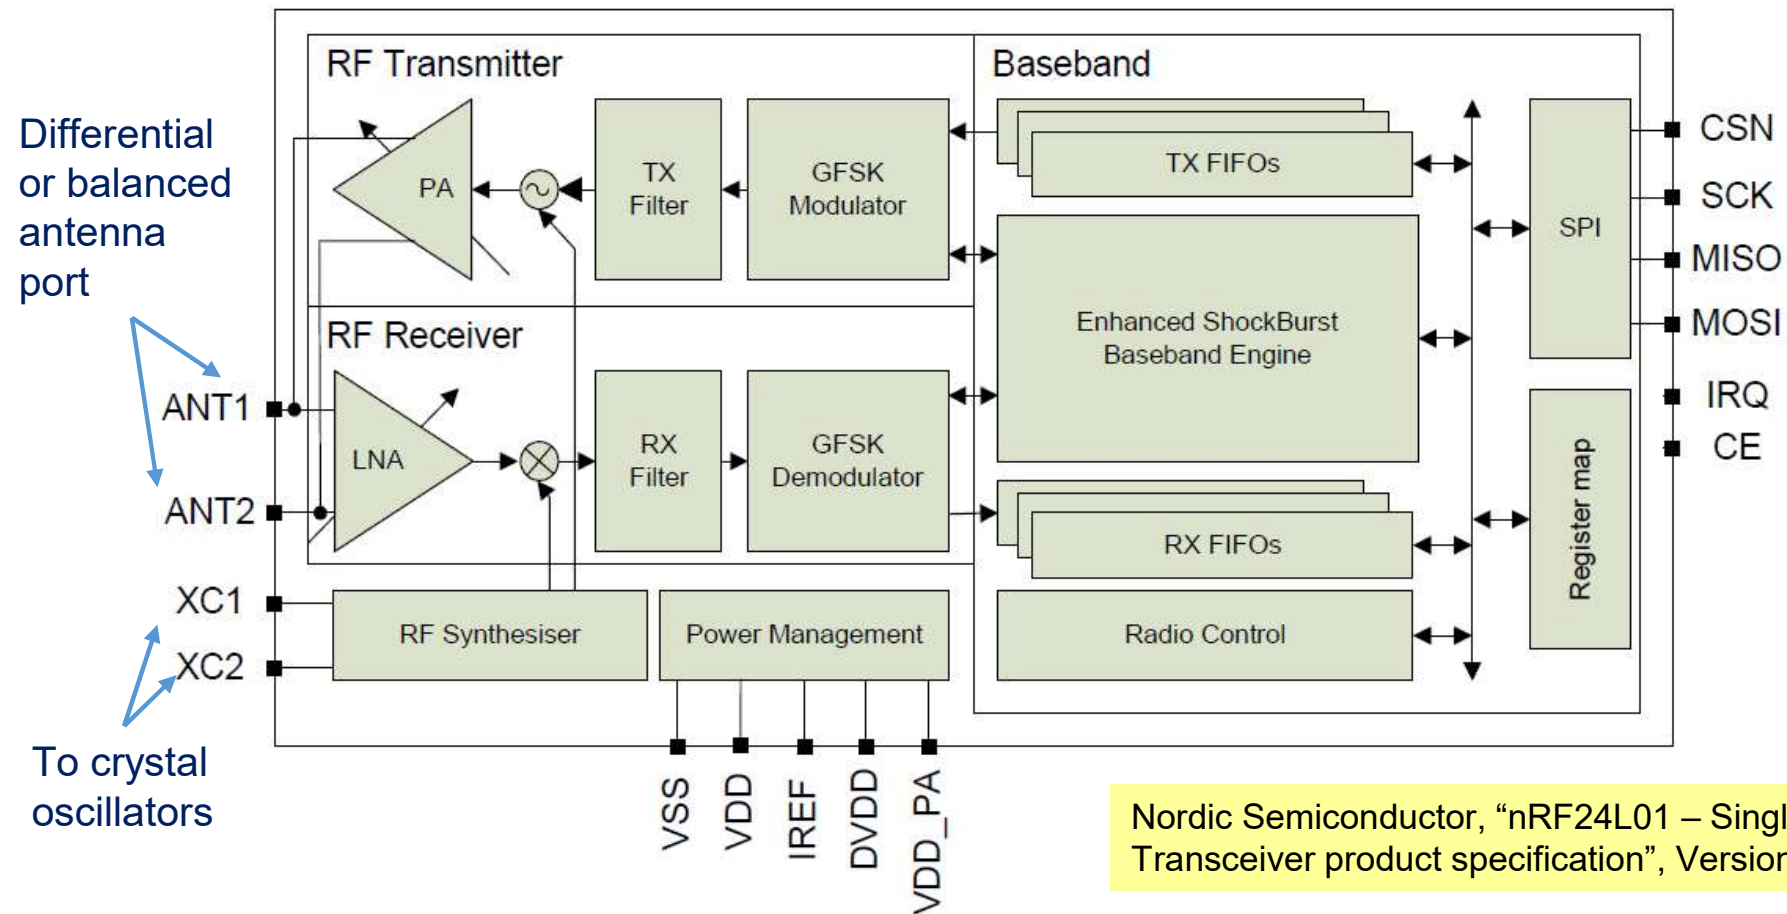 RF Transmitter
Baseband
Differential
or balanced
antenna
port
PA
TX
Filter
GFSK
Modulator
TX FIFOs
SPI
CSN
SCK
MISO
MOSI
Enhanced ShockBurst
Baseband Engine
RF Receiver
ANT1
ANT2
LNA
RX
Filter
GFSK
Demodulator
RX FIFOs
Register map
IRQ
CE
XC1
XC2
RF Synthesiser
Power Management
Radio Control
To crystal
oscillators
VSS
VDD
IREF
DVDD
VDD_PA
Nordic Semiconductor, “nRF24L01 – Singl
Transceiver product specification”, Version